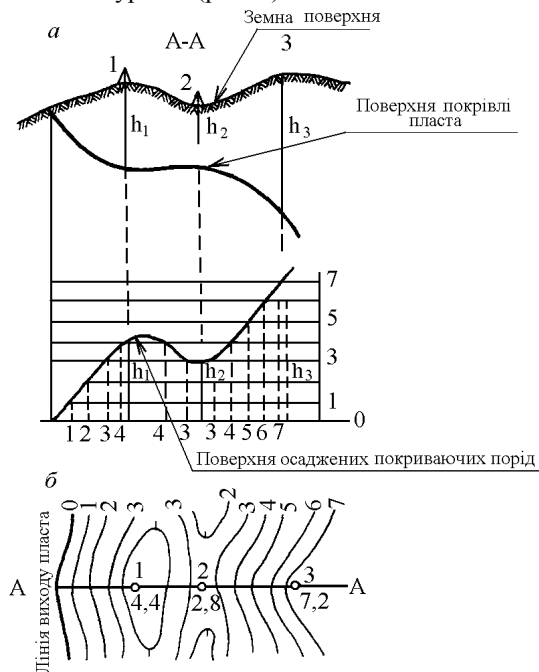 Земна поверхня
а
А-А
3
1
2
h1
h2
h3
Поверхня покрівлі
пласта
7
5
3
1
0
h1
h2
h3
1 2 3 4 4 3 3 4 5 6 7
Поверхня осаджених покриваючих порід
б
0 1 2 3 3 2 3 4 5 6 7
Лінія виходу пласта
А
1
4,4
2
2,8
3
7,2
А